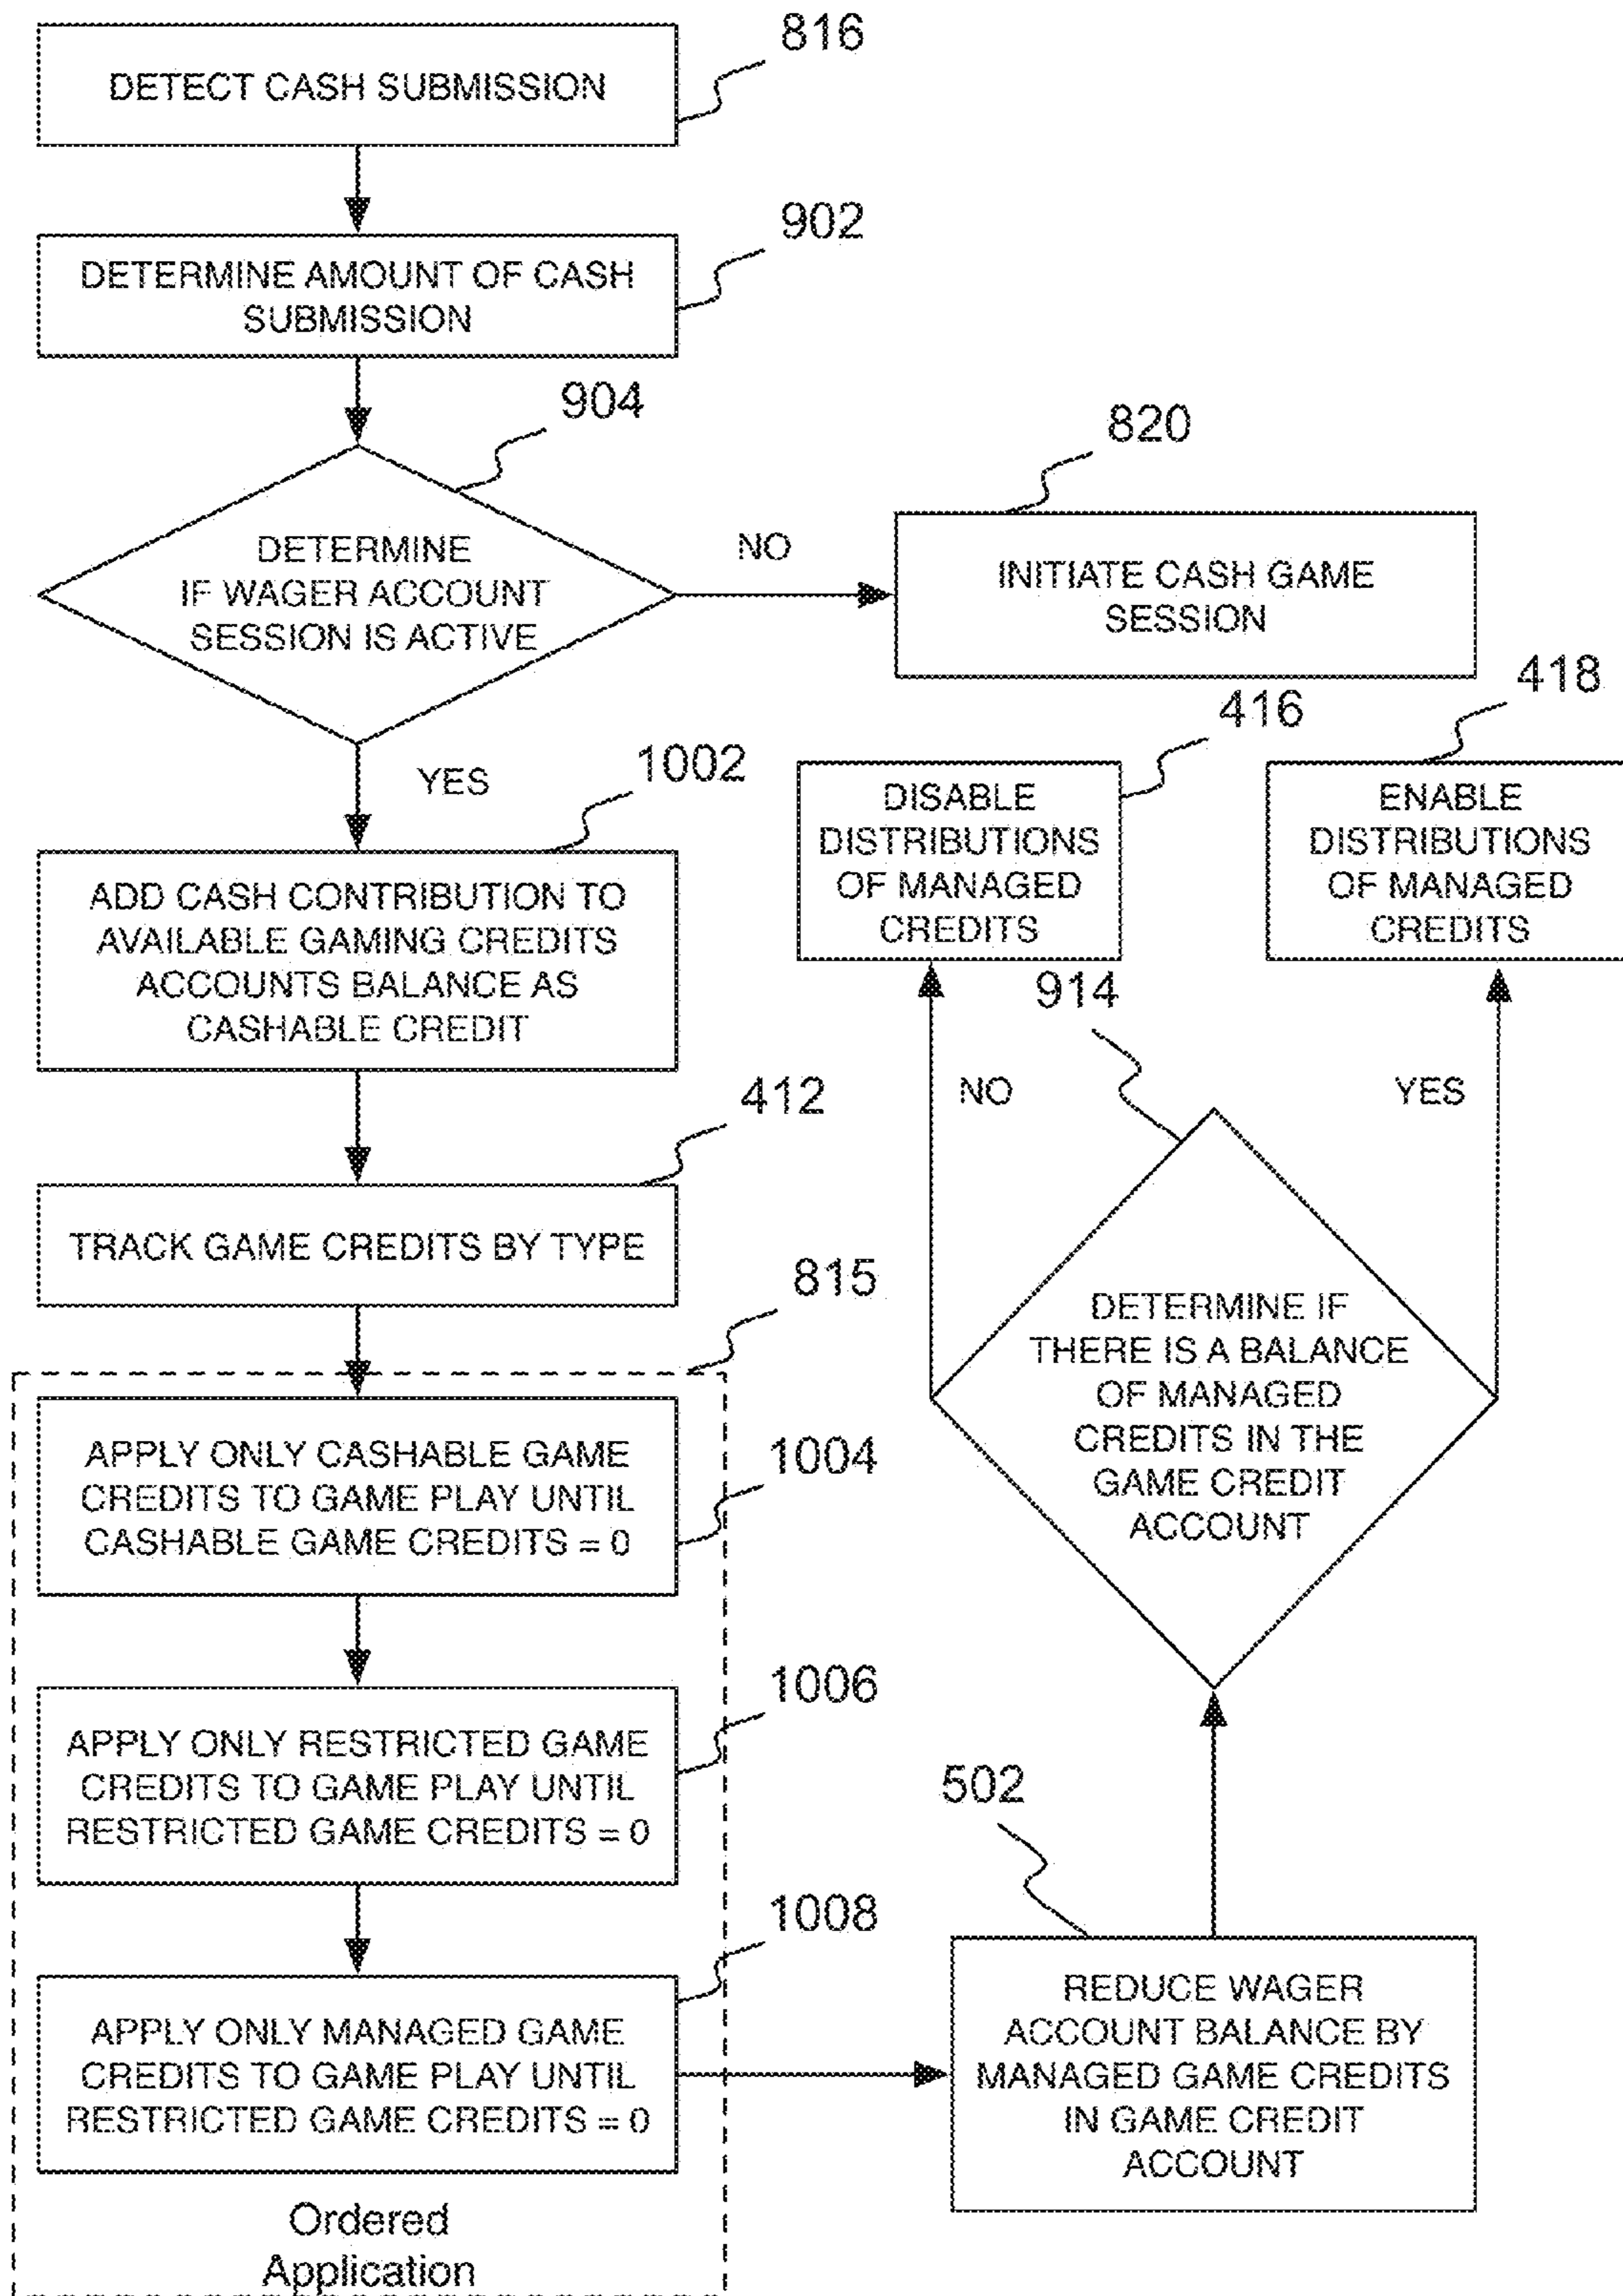 816
DETECT CASH SUBMISSION
902
DETERMINE AMOUNT OF CASH
SUBMISSION
904
DETERMINE
IF WAGER ACCOUNT
SESSION IS ACTIVE
NO
820
INITIATE CASH GAME
SESSION
YES
1002
ADD CASH CONTRIBUTION TO
AVAILABLE GAMING CREDITS
ACCOUNTS BALANCE AS
CASHABLE CREDIT
412
TRACK GAME CREDITS BY TYPE
815
APPLY ONLY CASHABLE GAME
CREDITS TO GAME PLAY UNTIL
CASHABLE GAME CREDITS = 0
1004
APPLY ONLY RESTRICTED GAME
CREDITS TO GAME PLAY UNTIL
RESTRICTED GAME CREDITS = 0
1006
APPLY ONLY MANAGED GAME
CREDITS TO GAME PLAY UNTIL
RESTRICTED GAME CREDITS = 0
1008
Ordered
Application
502
REDUCE WAGER
ACCOUNT BALANCE BY
MANAGED GAME CREDITS
IN GAME CREDIT
ACCOUNT
914
DETERMINE IF
THERE IS A BALANCE
OF MANAGED
CREDITS IN THE
GAME CREDIT
ACCOUNT
NO
YES
416
DISABLE
DISTRIBUTIONS
OF MANAGED
CREDITS
418
ENABLE
DISTRIBUTIONS
OF MANAGED
CREDITS